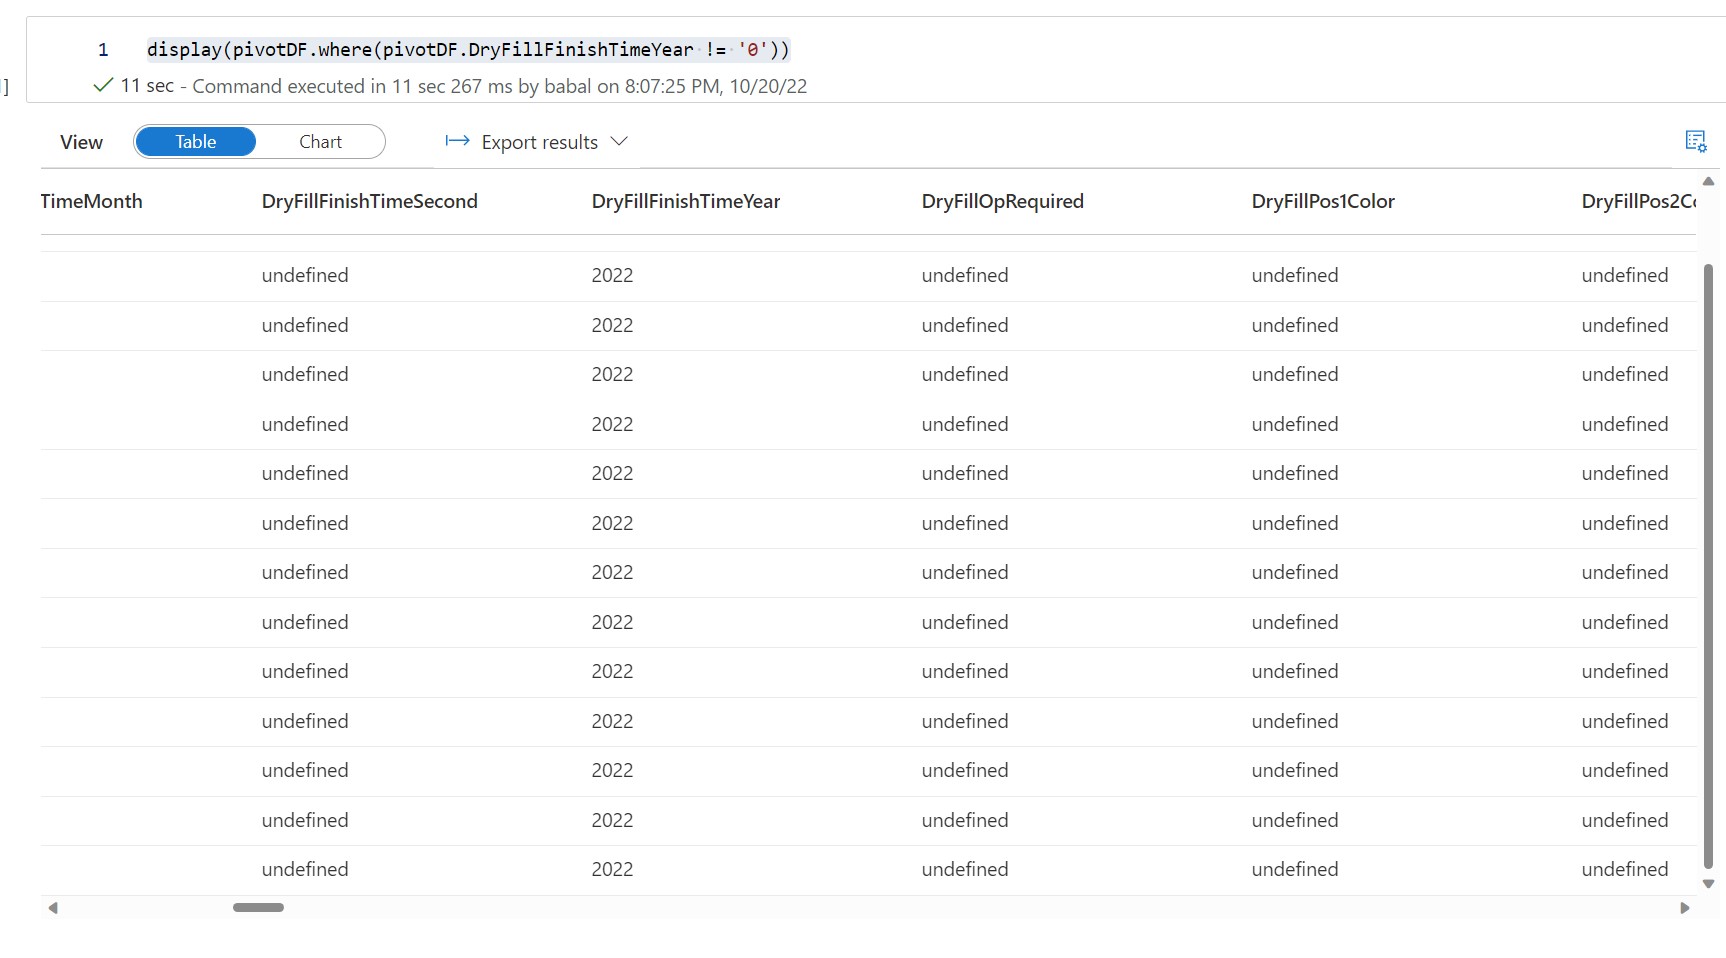 1 display(pivotDF.where(pivotDF.DryFillFinishTimeYear != '0'))
] 11 sec - Command executed in 11 sec 267 ms by babal on 8:07:25 PM, 10/20/22
View Table Chart Export results
TimeMonth DryFillFinishTimeSecond DryFillFinishTimeYear DryFillOpRequired DryFillPos1Color DryFillPos2Co
undefined 2022 undefined undefined undefined
undefined 2022 undefined undefined undefined
undefined 2022 undefined undefined undefined
undefined 2022 undefined undefined undefined
undefined 2022 undefined undefined undefined
undefined 2022 undefined undefined undefined
undefined 2022 undefined undefined undefined
undefined 2022 undefined undefined undefined
undefined 2022 undefined undefined undefined
undefined 2022 undefined undefined undefined
undefined 2022 undefined undefined undefined
undefined 2022 undefined undefined undefined
undefined 2022 undefined undefined undefined